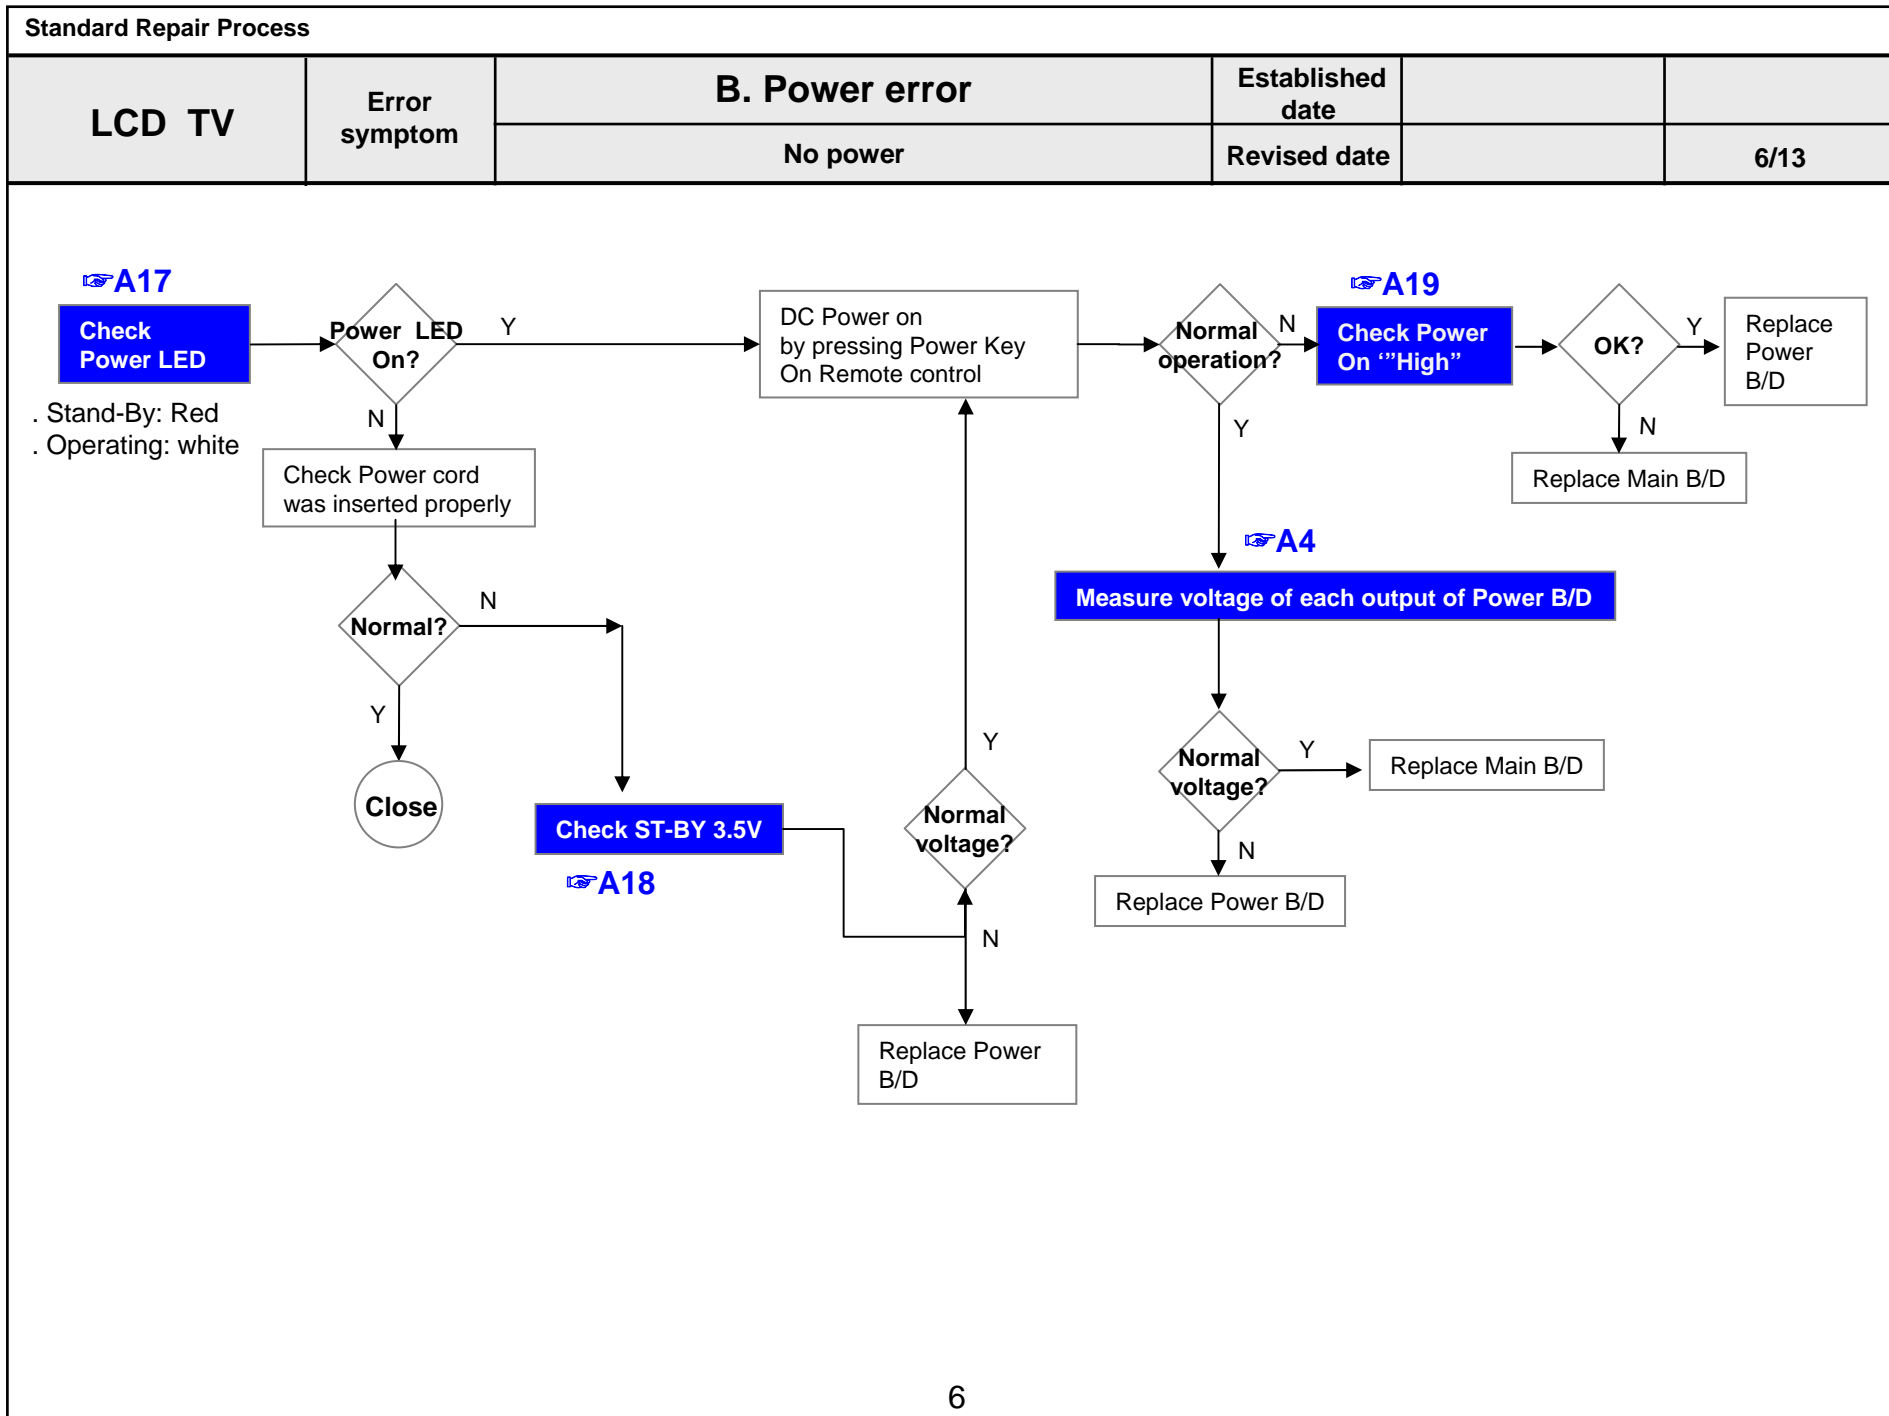 Standard Repair Process
LCD TV
Error
symptom
B. Power error
No power
Established
date
Revised date
6/13
☞A17
Check
Power LED
. Stand-By: Red
. Operating: white
Power LED
On?
Y
N
Check Power cord
was inserted properly
Normal?
N
Y
Close
Check ST-BY 3.5V
☞A18
DC Power on
by pressing Power Key
On Remote control
Y
Normal
voltage?
N
Replace Power
B/D
Normal
operation?
N
Y
☞A19
Check Power
On ‘”High”
OK?
Y
Replace
Power
B/D
N
Replace Main B/D
☞A4
Measure voltage of each output of Power B/D
Normal
voltage?
Y
Replace Main B/D
N
Replace Power B/D
6